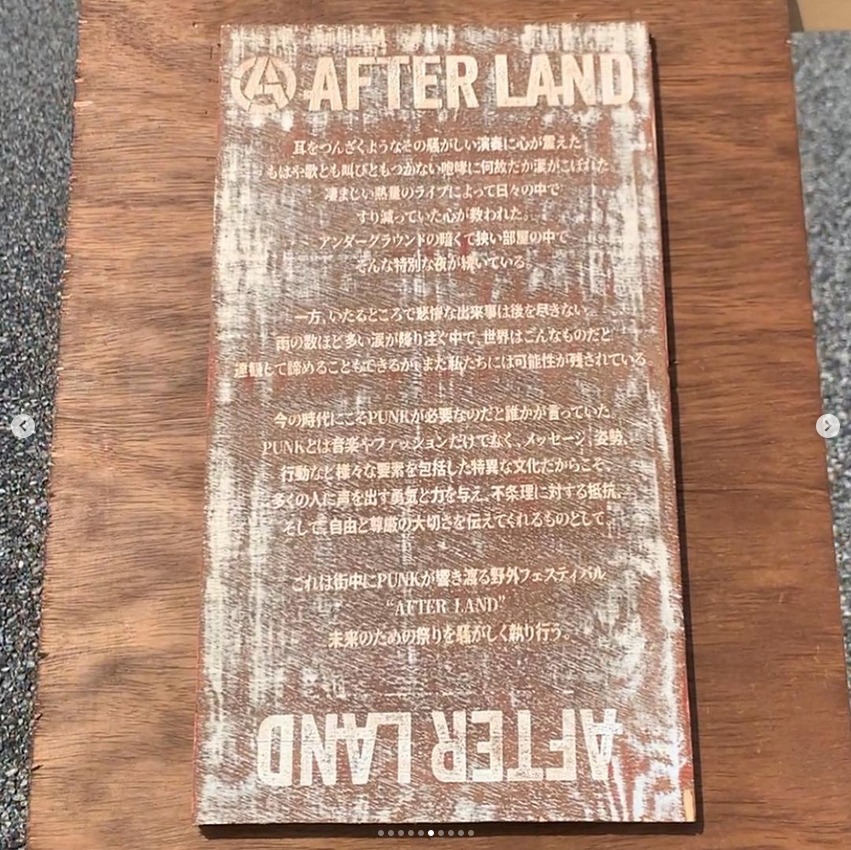 AFTER LAND
耳をつんざくようなその騒がしい演奏に心が震えた
もはや歌とも叫びともつかない咆哮に何故だか涙がこぼれた。
凄まじい熱量のライブによって日々の中で
すり減っていた心が救われた。
アンダーグラウンドの暗くて狭い部屋の中で
そんな特別な夜が続いている。
一方、いたるところで悲惨な出来事は後を尽きない。
雨の数ほど多い涙が降り注ぐ中で、世界はこんなものだと
達観して諦めることもできるが、まだ私たちには可能性が残されている
今の時代にこそPUNKが必要なのだと誰かが言っていた。
PUNKとは音楽やファッションだけでなく、メッセージ、姿勢、
行動など様々な要素を包括した特異な文化だからこそ、
多くの人に声を出す勇気と力を与え、不条理に対する抵抗、
そして、自由と尊厳の大切さを伝えてくれるものとして。
これは街中にPUNKが響き渡る野外フェスティバル
“AFTER LAND”
未来のための祭りを騒がしく執り行う。
AFTER LAND